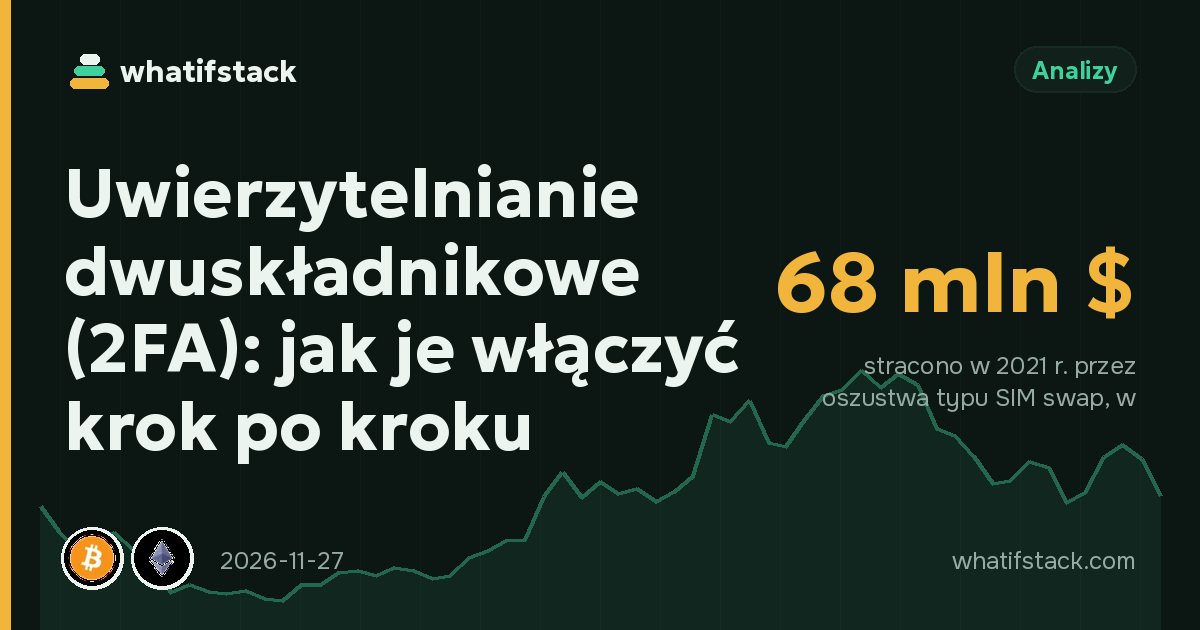 whatifstack
Analizy
Uwierzytelnianie
dwuskładnikowe
(2FA): jak je włączyć
krok po kroku
68 mln $
stracono w 2021 r. przez
oszustwa typu SIM swap, w
2026-11-27
whatifstack.com